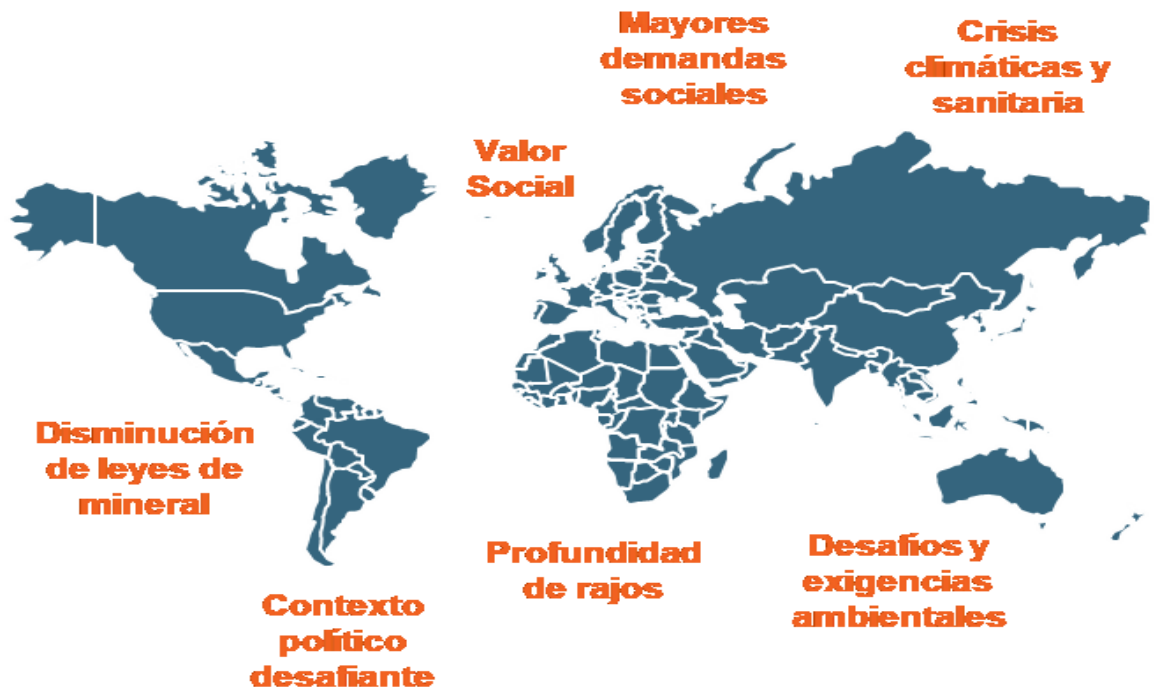 Mayores
demandas
sociales
Crisis
climáticas y
sanitaria
Valor
Social
Disminución
de leyes de
mineral
Profundidad
de rajos
Desafíos y
exigencias
ambientales
Contexto
político
desafiante